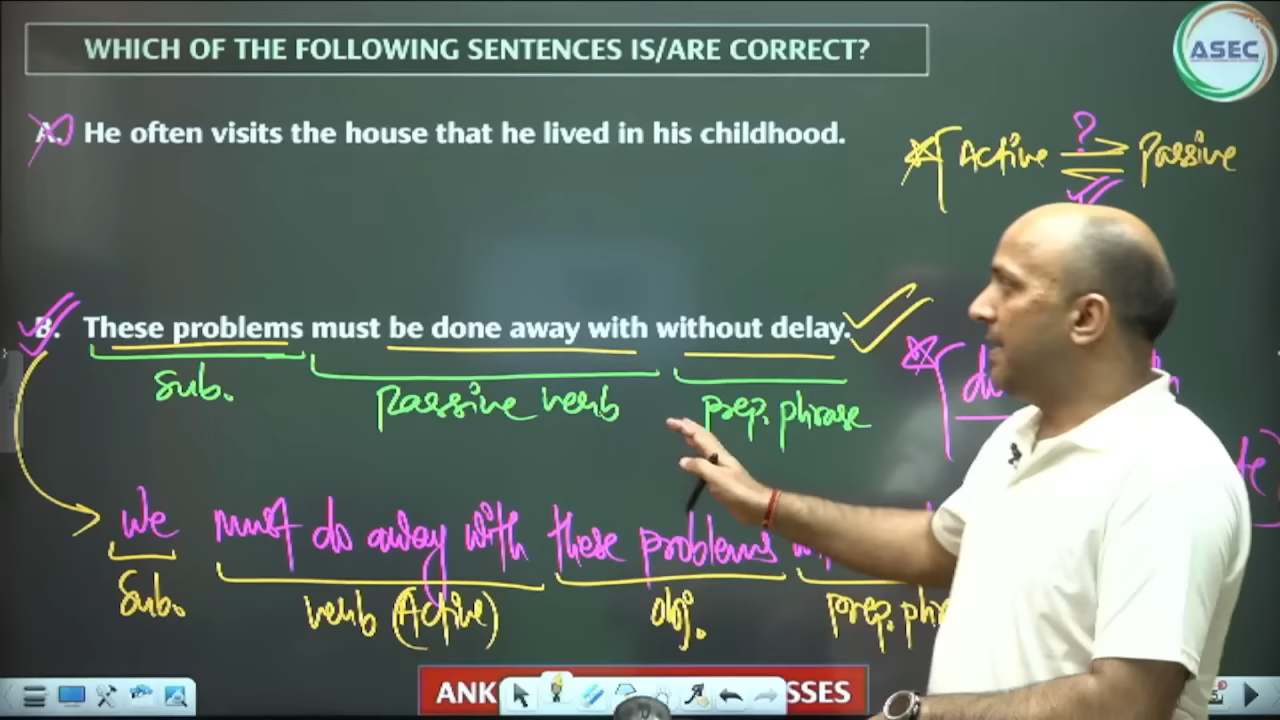 WHICH OF THE FOLLOWING SENTENCES IS/ARE CORRECT?
ASEC
A. He often visits the house that he lived in his childhood.
Active ? Passive
B. These problems must be done away with without delay.
Sub. Passive verb prep. phrase
We must do away with these problems
Sub. verb (Active) obj. prep.